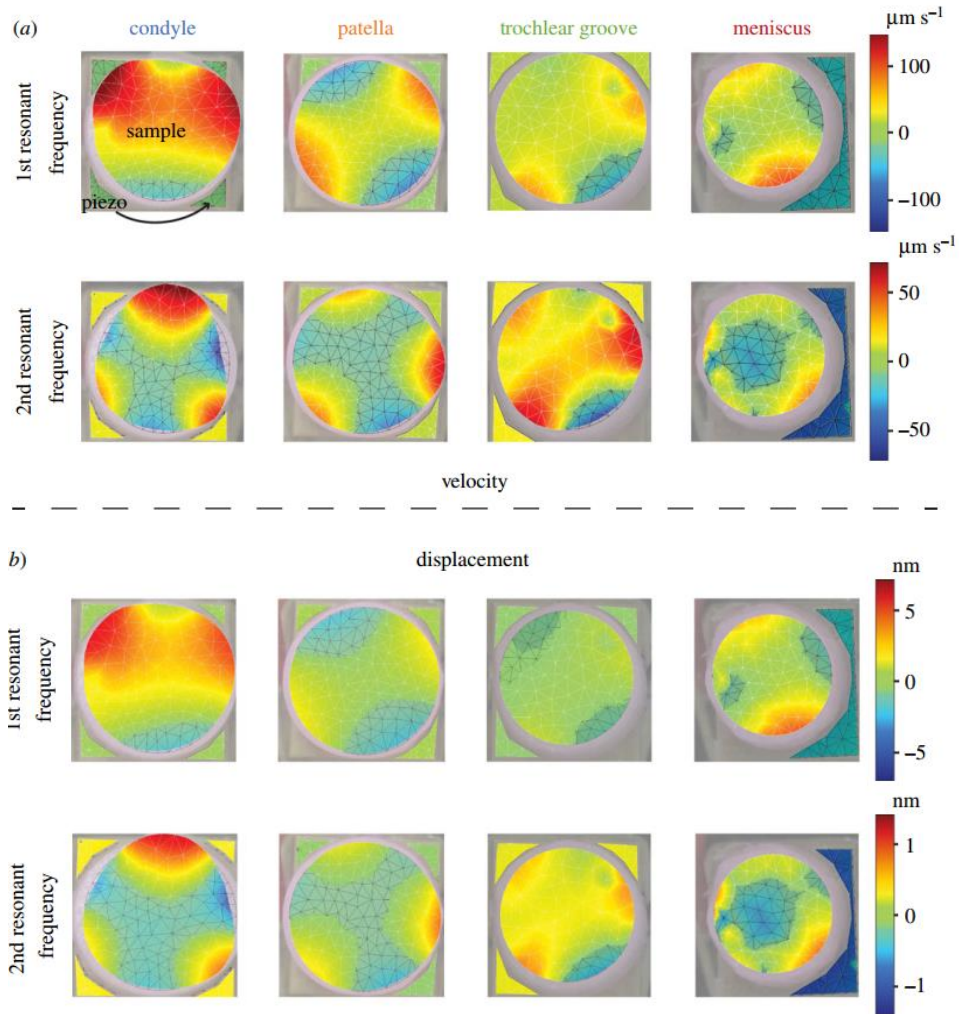 (a)
condyle
patella
trochlear groove
meniscus
µm s⁻¹
1st resonant
frequency
sample
piezo
100
0
−100
µm s⁻¹
2nd resonant
frequency
50
0
−50
velocity
b)
displacement
nm
1st resonant
frequency
5
0
−5
nm
2nd resonant
frequency
1
0
−1